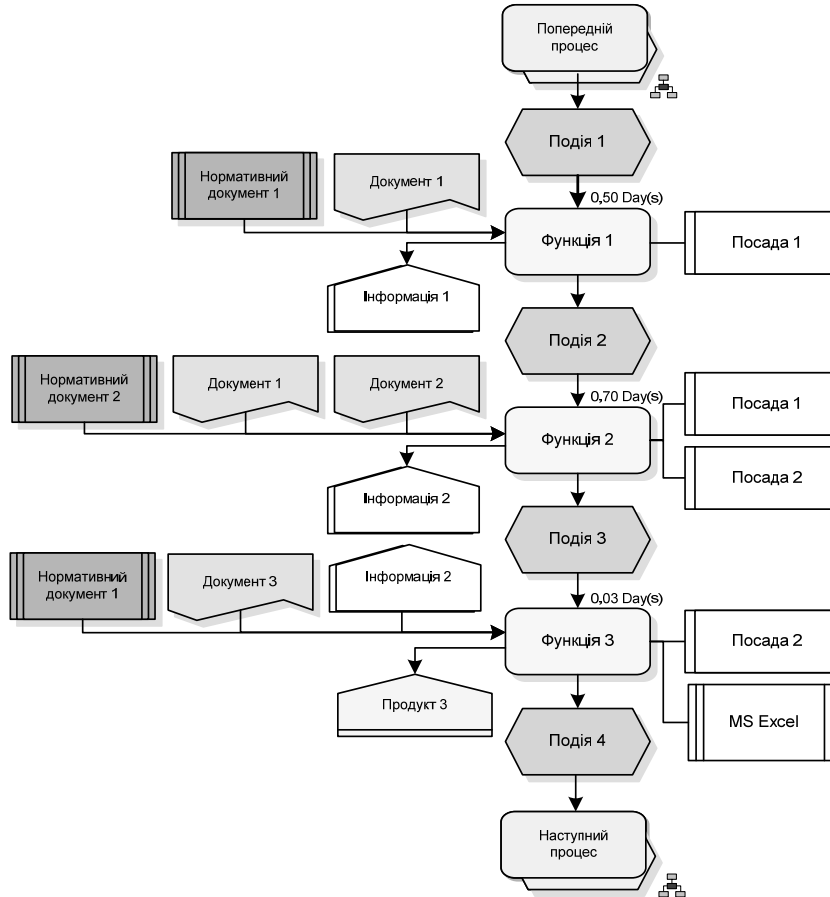 Попередній
процес
Подія 1
0,50 Day(s)
Нормативний
документ 1
Документ 1
Функція 1
Посада 1
Інформація 1
Подія 2
0,70 Day(s)
Нормативний
документ 2
Документ 1
Документ 2
Функція 2
Посада 1
Посада 2
Інформація 2
Подія 3
0,03 Day(s)
Нормативний
документ 1
Документ 3
Інформація 2
Функція 3
Посада 2
Продукт 3
MS Excel
Подія 4
Наступний
процес